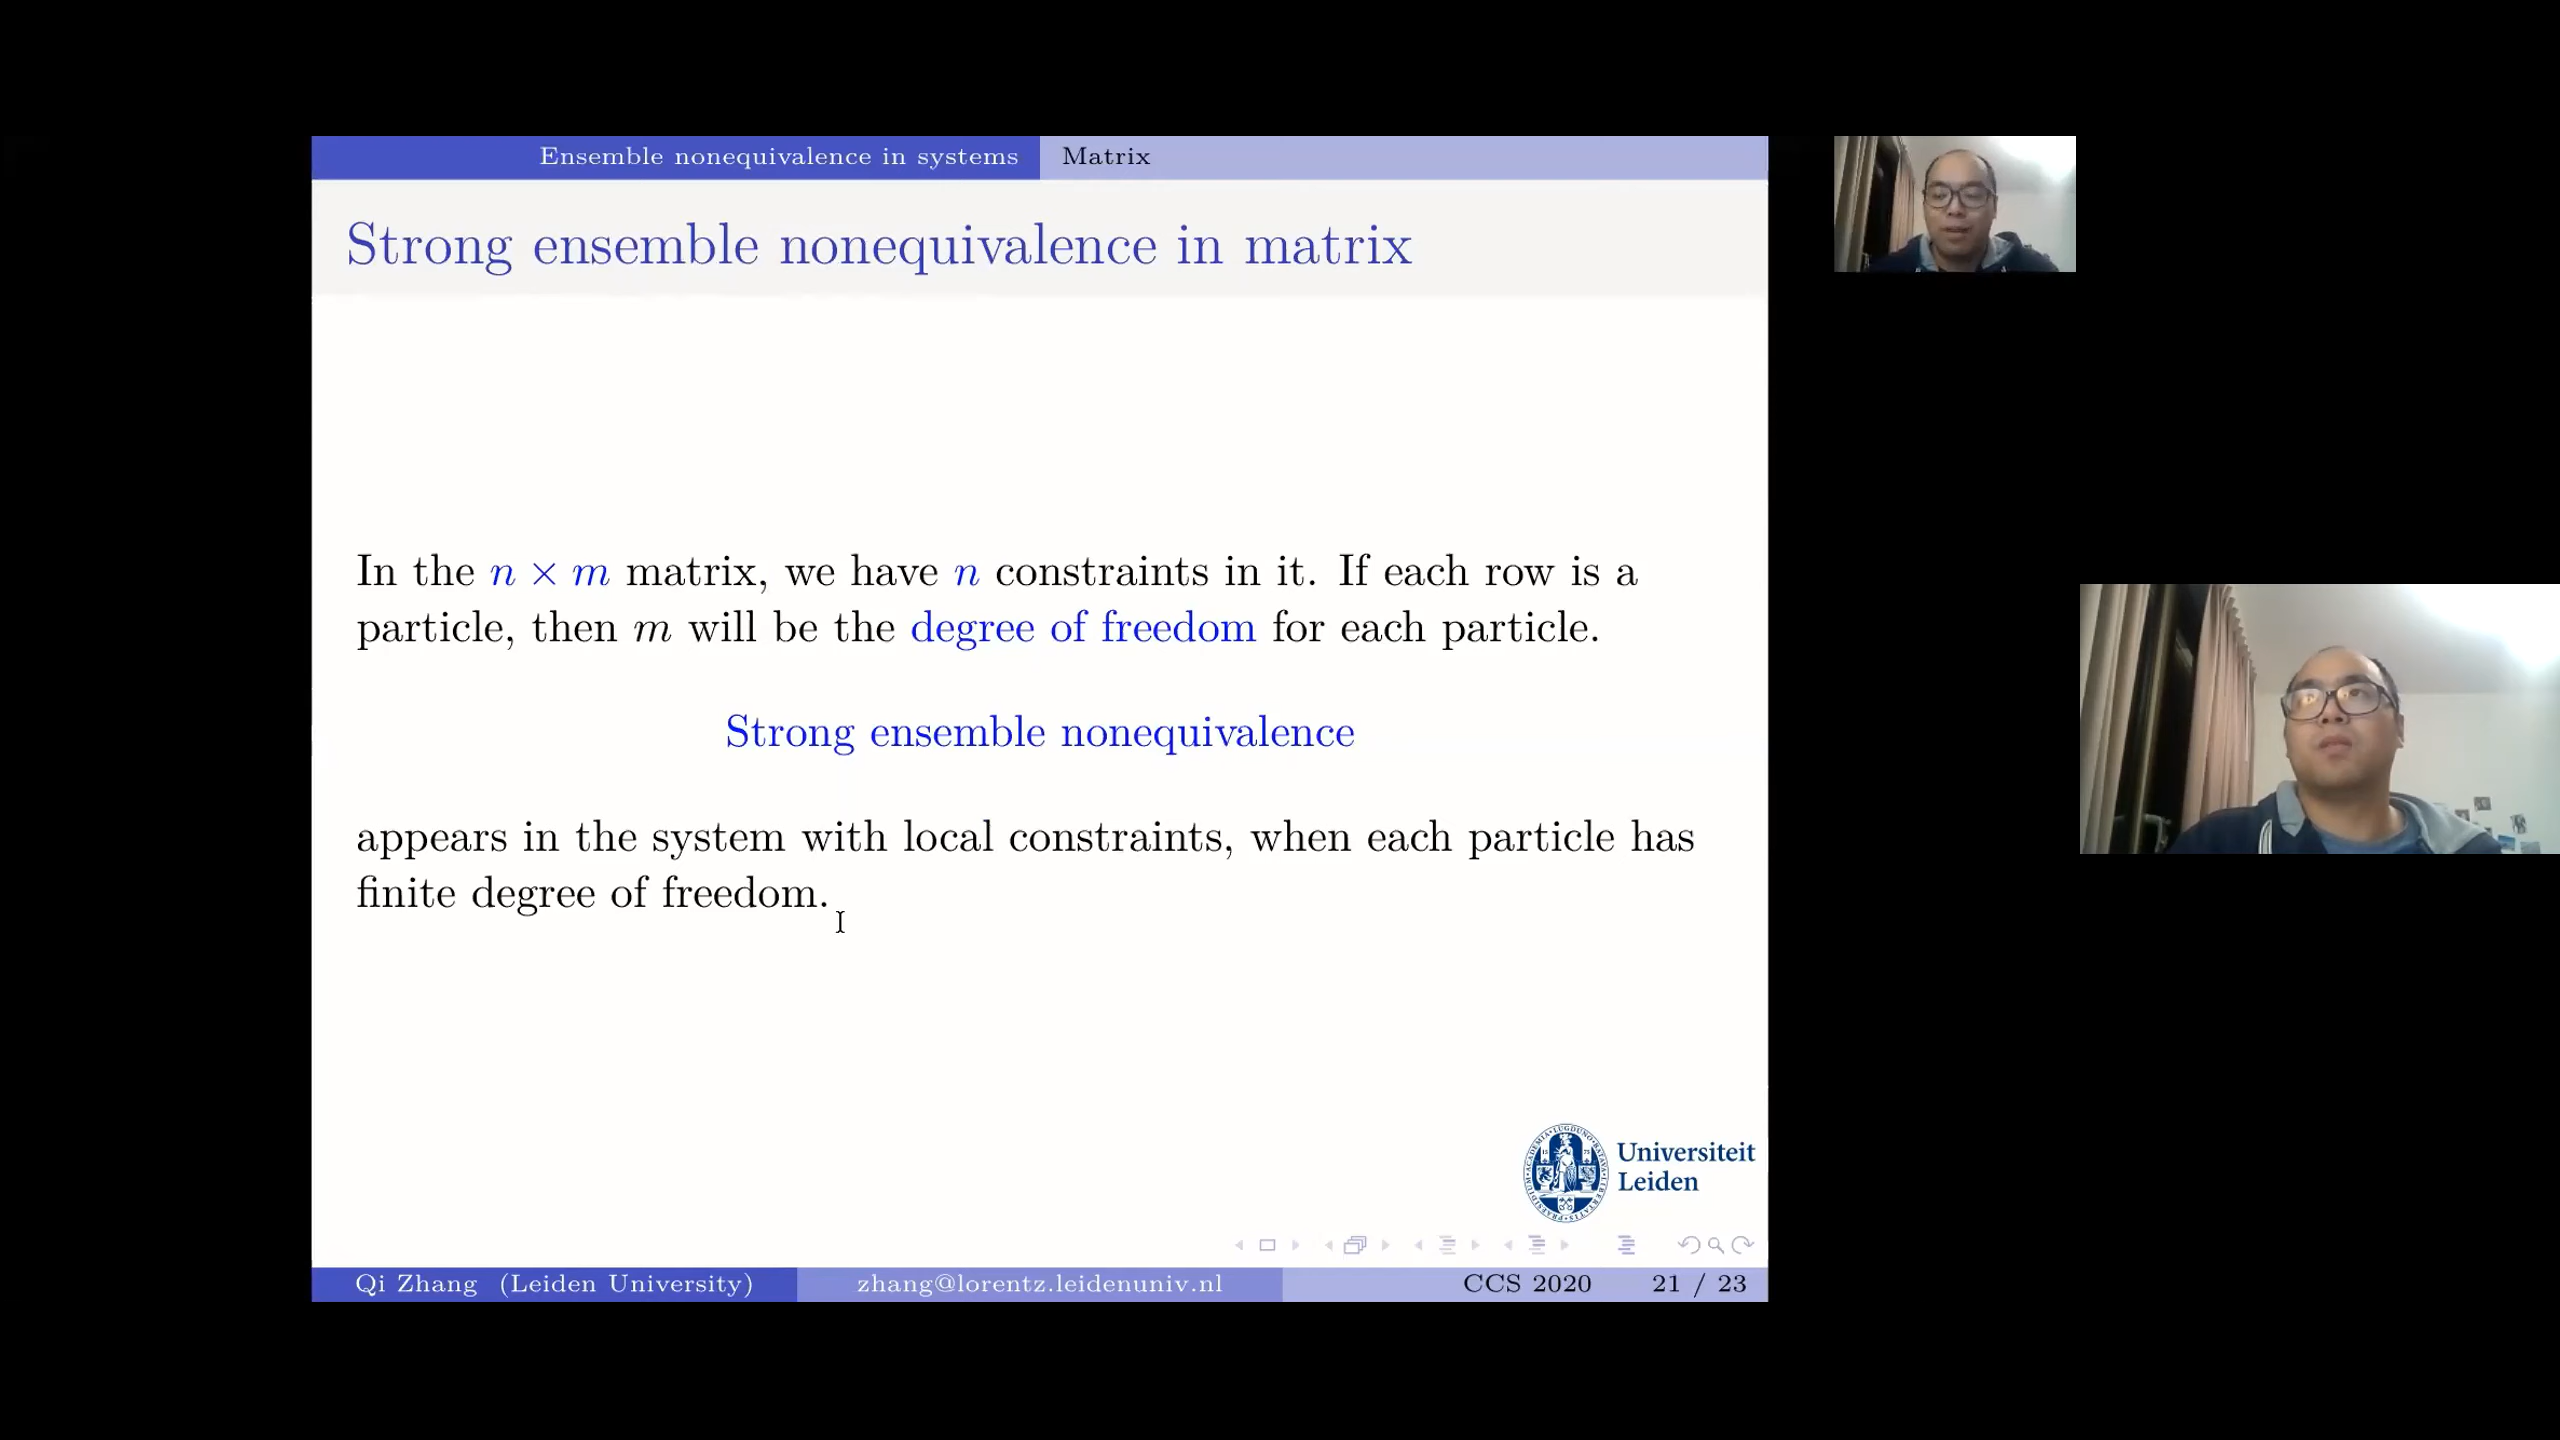 Ensemble nonequivalence in systems Matrix
Strong ensemble nonequivalence in matrix
In the n × m matrix, we have n constraints in it. If each row is a
particle, then m will be the degree of freedom for each particle.
Strong ensemble nonequivalence
appears in the system with local constraints, when each particle has
finite degree of freedom.
Universiteit
Leiden
Qi Zhang (Leiden University) zhang@lorentz.leidenuniv.nl CCS 2020 21 / 23